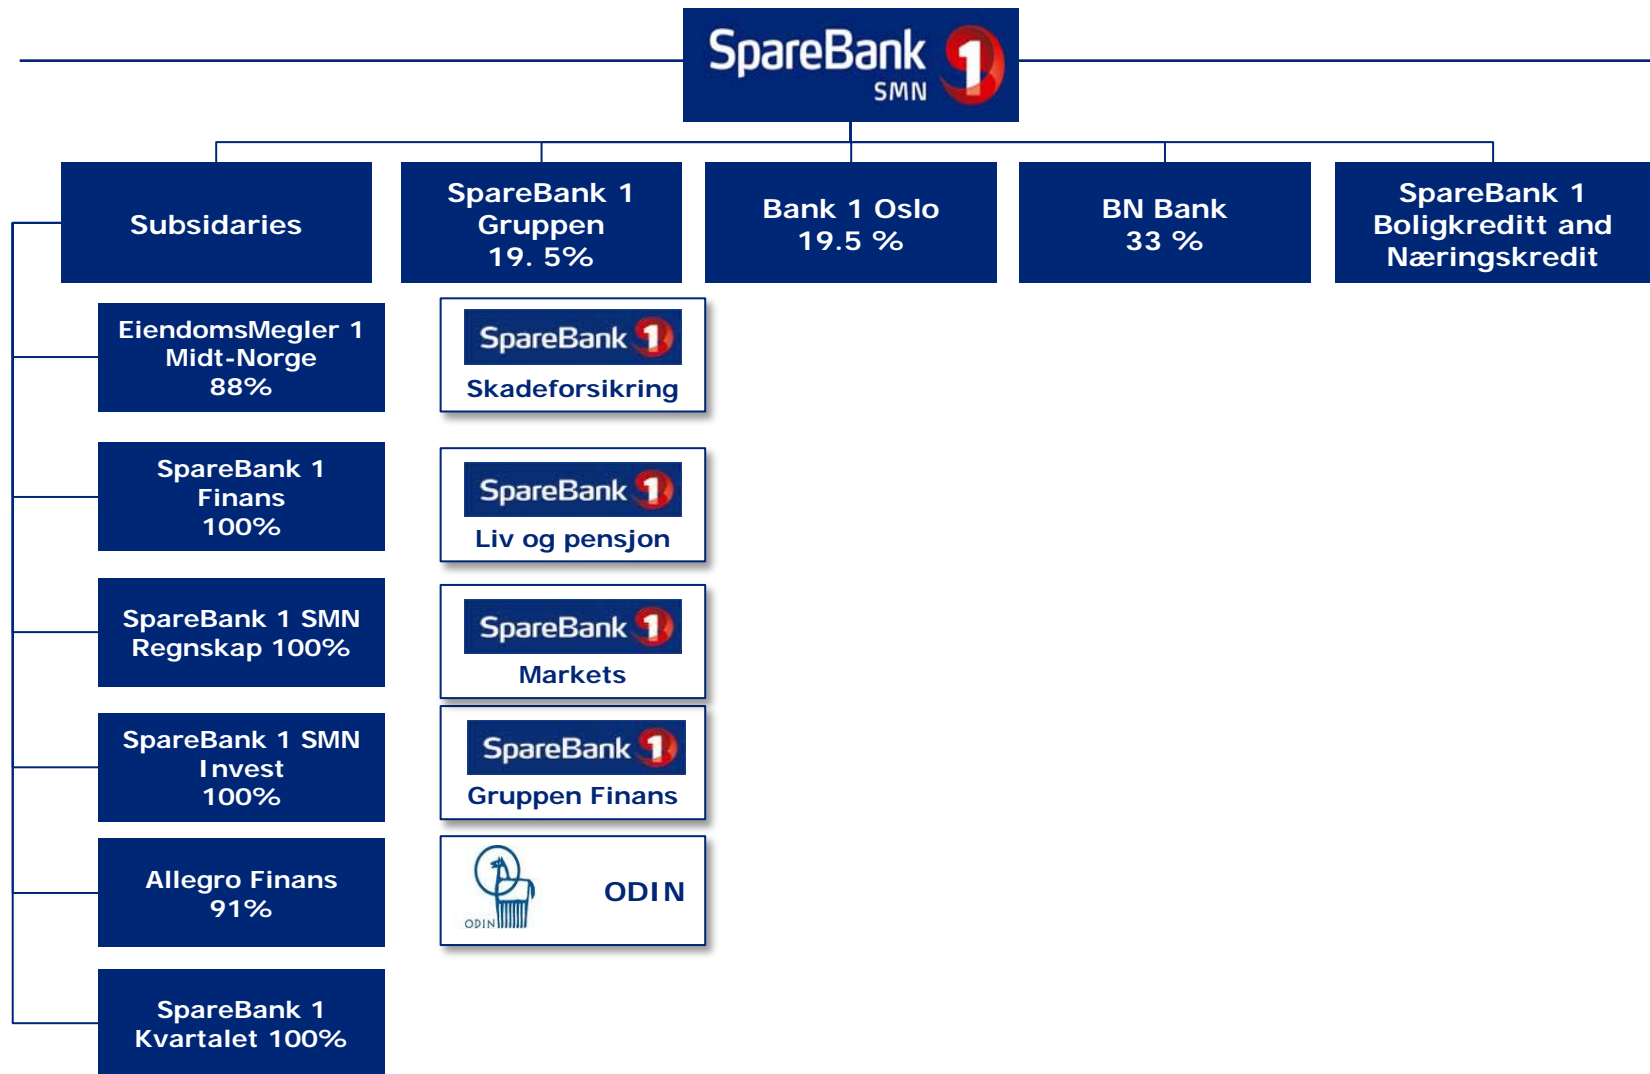 SpareBank 1
SMN
Subsidaries
SpareBank 1
Gruppen
19. 5%
Bank 1 Oslo
19.5 %
BN Bank
33 %
SpareBank 1
Boligkreditt and
Næringskredit
EiendomsMegler 1
Midt-Norge
88%
SpareBank 1
Finans
100%
SpareBank 1 SMN
Regnskap 100%
SpareBank 1 SMN
Invest
100%
Allegro Finans
91%
SpareBank 1
Kvartalet 100%
SpareBank 1
Skadeforsikring
SpareBank 1
Liv og pensjon
SpareBank 1
Markets
SpareBank 1
Gruppen Finans
ODIN
ODIN